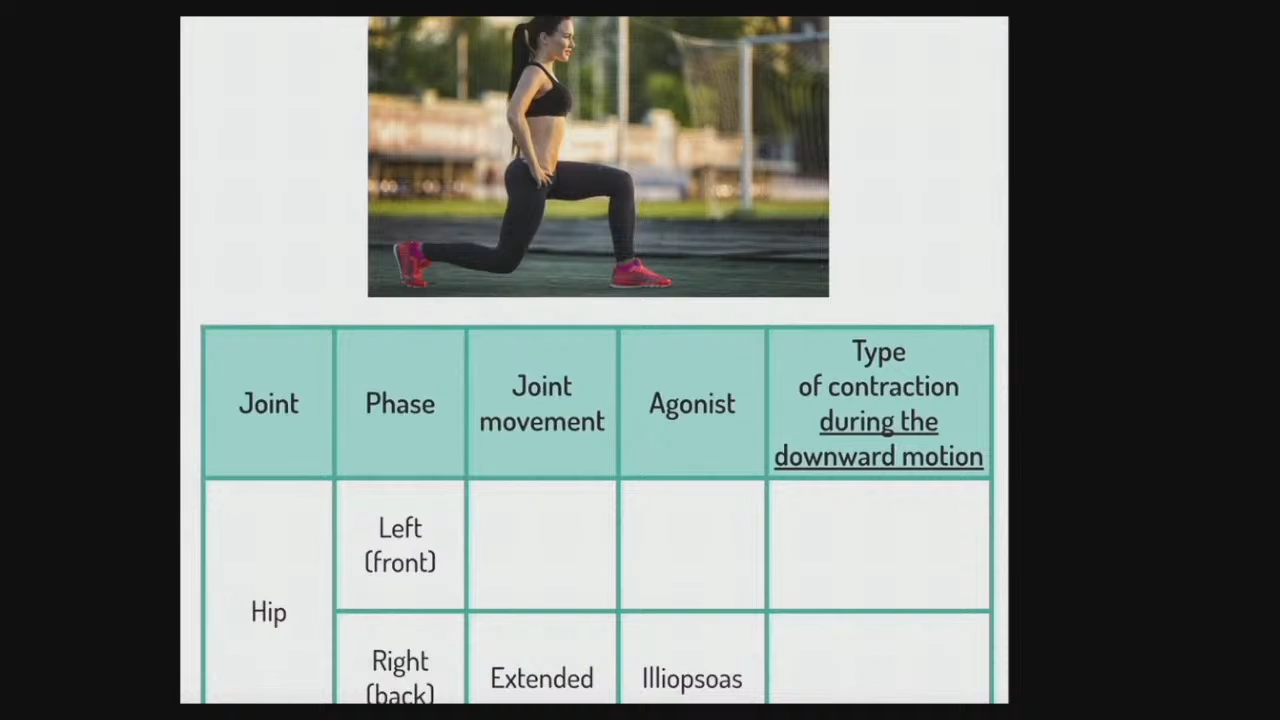 Joint
Phase
Joint
movement
Agonist
Type
of contraction
during the
downward motion
Hip
Left
(front)
Right
(back)
Extended
Illiopsoas